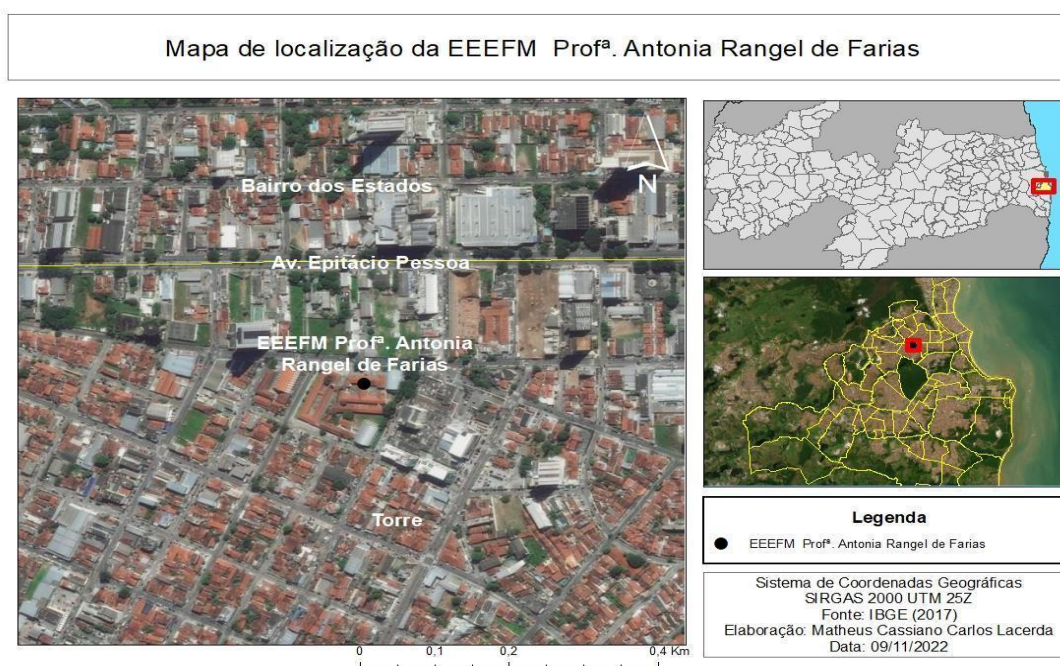 Mapa de localização da EEEFM Profª. Antonia Rangel de Farias
N
Bairro dos Estados
Av. Epitácio Pessoa
EEEFM Profª. Antonia
Rangel de Farias
Torre
0 0,1 0,2 0,4 Km
Legenda
EEEFM Profª. Antonia Rangel de Farias
Sistema de Coordenadas Geográficas
SIRGAS 2000 UTM 25Z
Fonte: IBGE (2017)
Elaboração: Matheus Cassiano Carlos Lacerda
Data: 09/11/2022